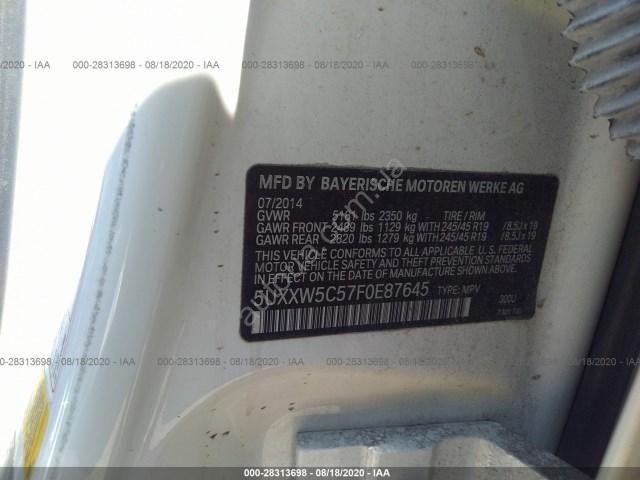 000-28313698 - 08/18/2020 - IAA
MFD BY BAYERISCHE MOTOREN WERKE AG
07/2014
GVWR 5181 lbs 2350 kg TIRE / RIM
GAWR FRONT 2489 lbs 1129 kg WITH 245/45 R19 /8,5J x 19
GAWR REAR 2820 lbs 1279 kg WITH 245/45 R19 /8,5J x 19
THIS VEHICLE CONFORMS TO ALL APPLICABLE U. S. FEDERAL
MOTOR VEHICLE SAFETY STANDARDS IN EFFECT ON THE
DATE OF MANUFACTURE SHOWN ABOVE.
5UXXW5C57F0E87645 TYPE: MPV
300U
000-28313698 - 08/18/2020 - IAA
000-28313698 - 08/18/2020 - IAA